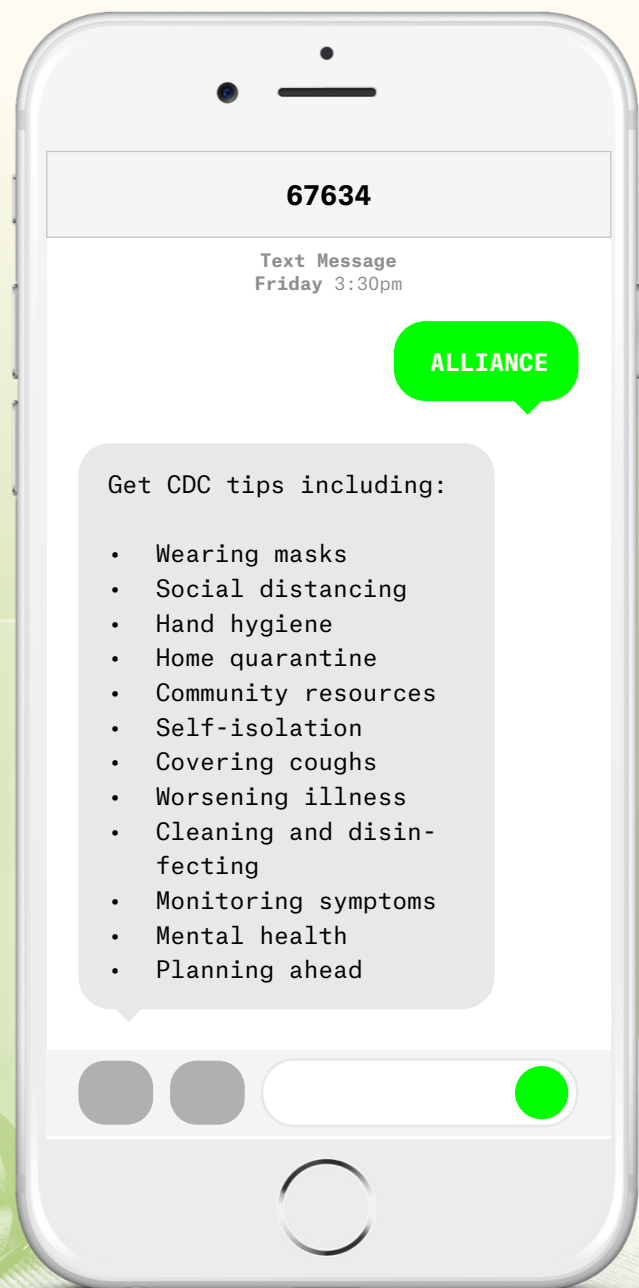 67634
Text Message
Friday 3:30pm
ALLIANCE
Get CDC tips including:
• Wearing masks
• Social distancing
• Hand hygiene
• Home quarantine
• Community resources
• Self-isolation
• Covering coughs
• Worsening illness
• Cleaning and disin-
fecting
• Monitoring symptoms
• Mental health
• Planning ahead